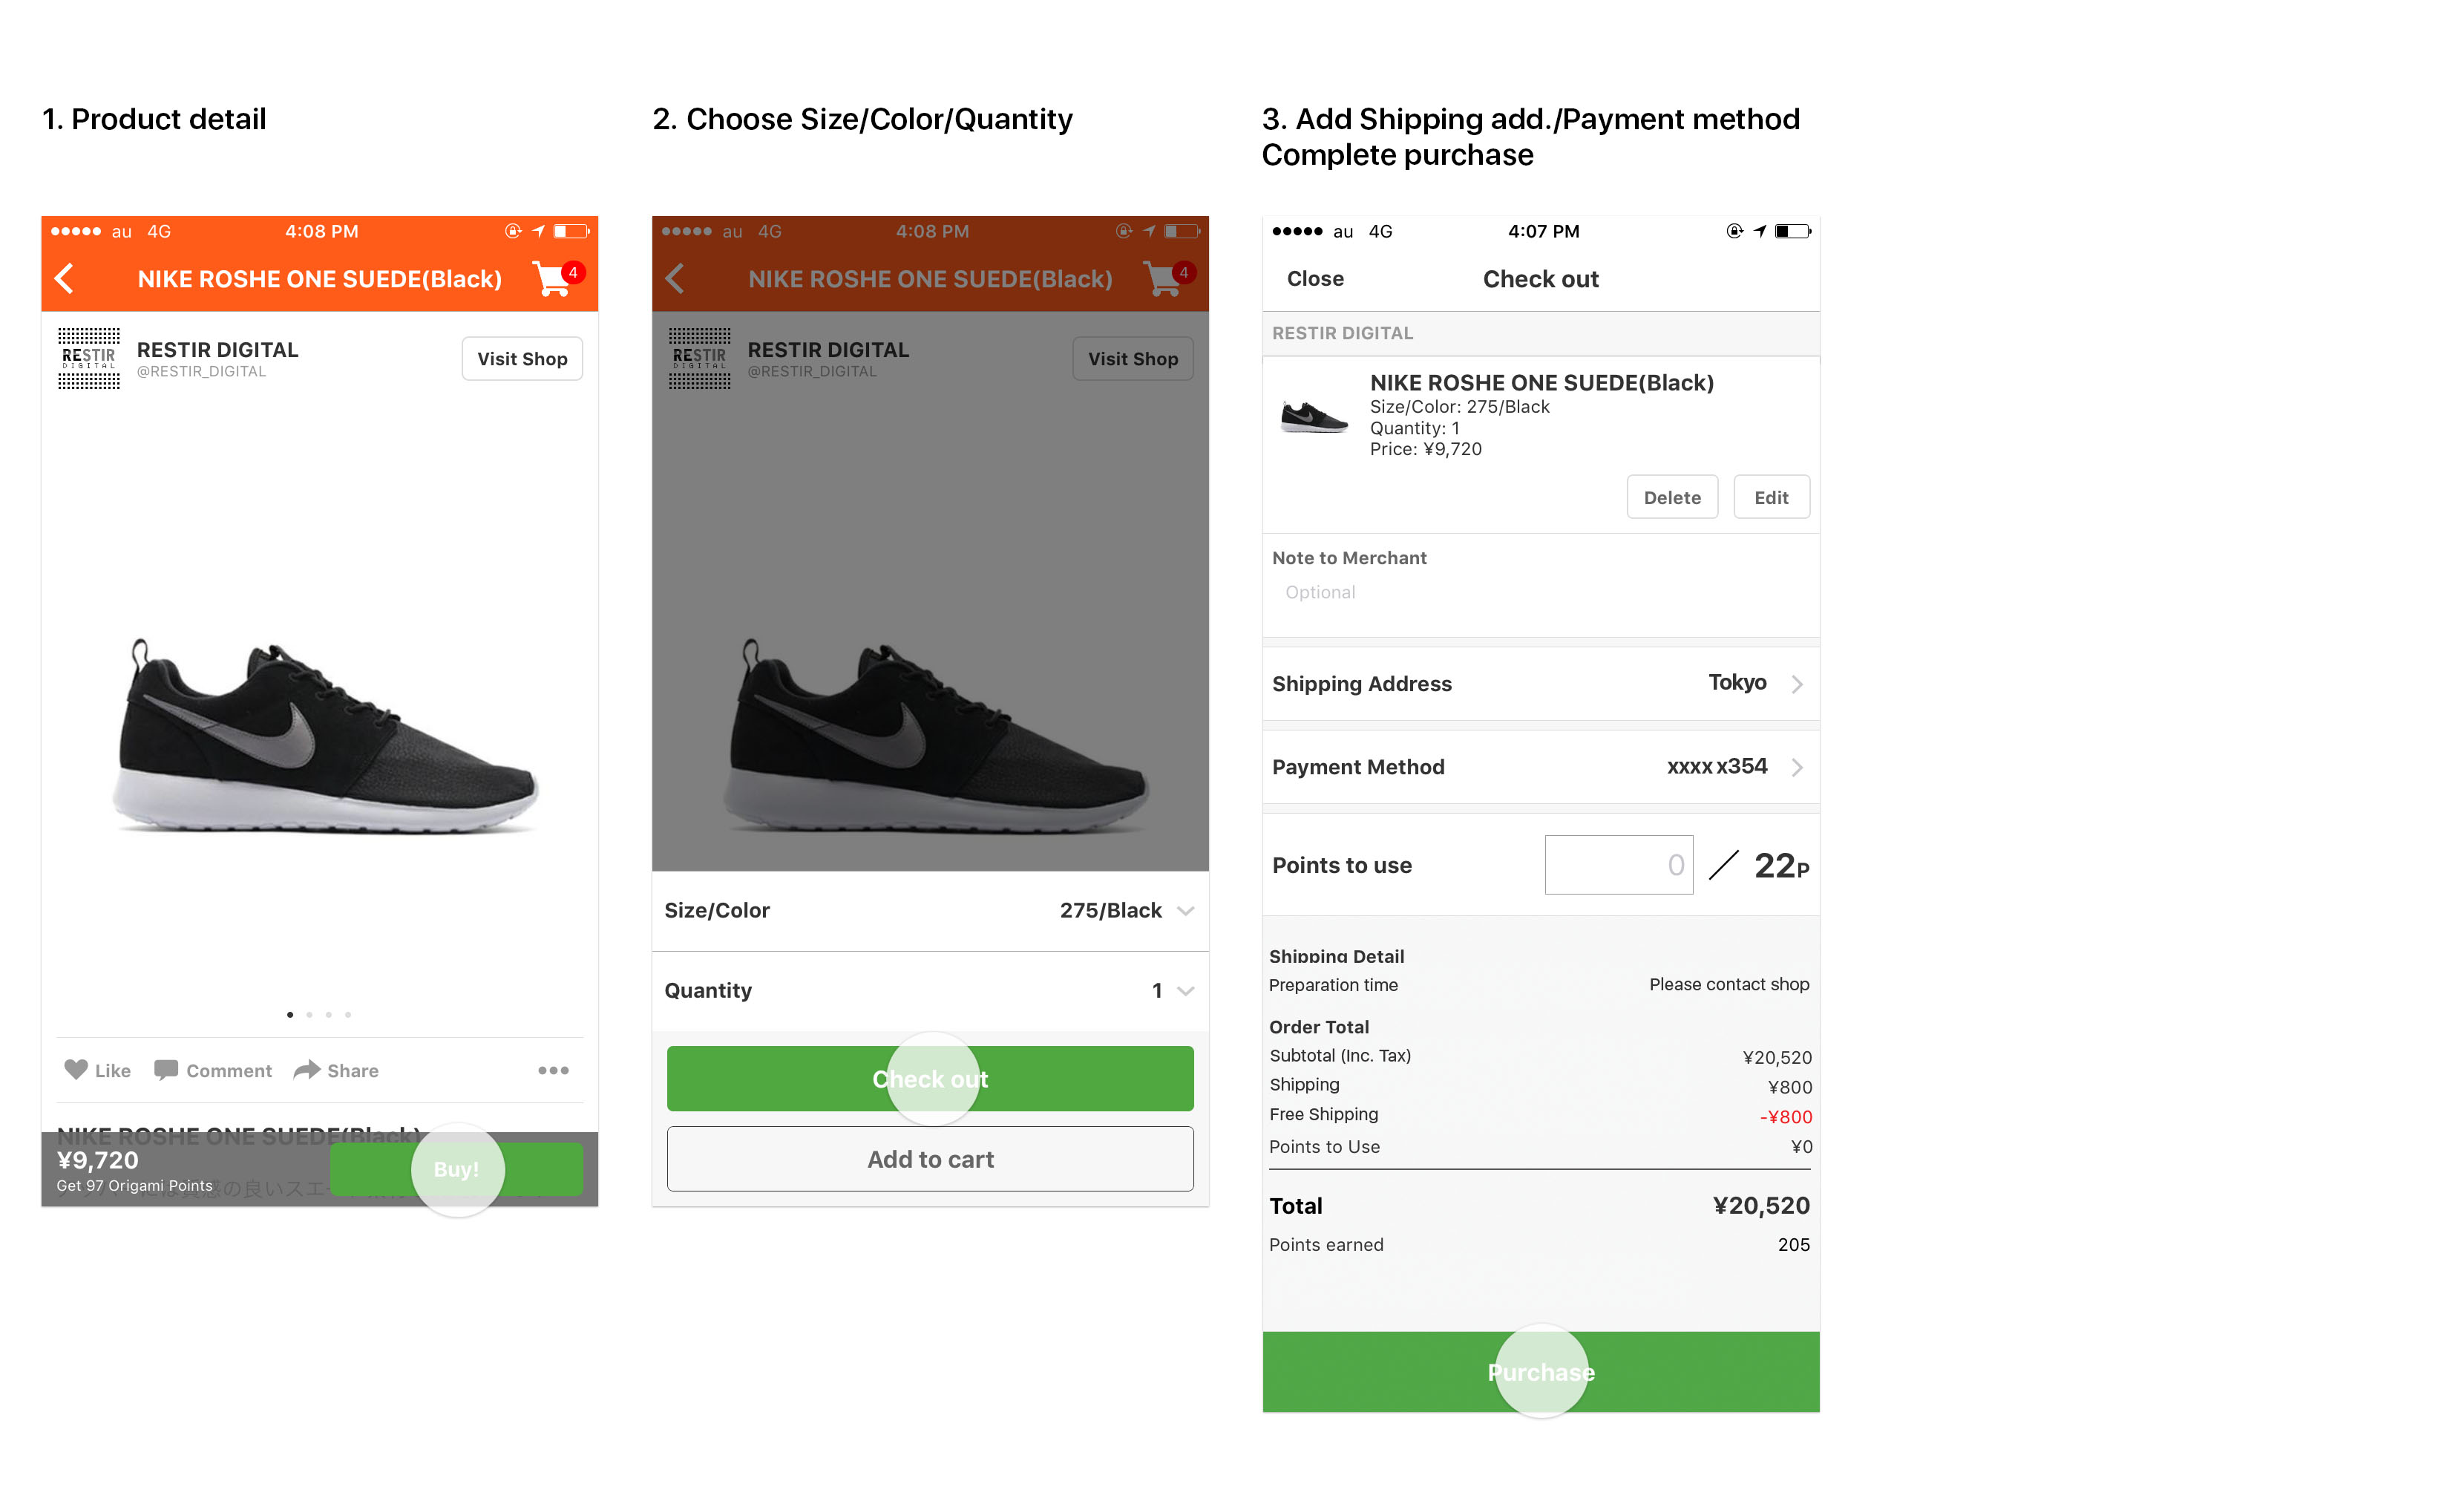 1. Product detail
au 4G 4:08 PM
NIKE ROSHE ONE SUEDE(Black) 4
RESTIR DIGITAL
RESTIR DIGITAL
@RESTIR_DIGITAL
Visit Shop
Like Comment Share
NIKE ROSHE ONE SUEDE(Black)
¥9,720
Get 97 Origami Points
Buy!
2. Choose Size/Color/Quantity
au 4G 4:08 PM
NIKE ROSHE ONE SUEDE(Black) 4
RESTIR DIGITAL
RESTIR DIGITAL
@RESTIR_DIGITAL
Visit Shop
Size/Color 275/Black
Quantity 1
Check out
Add to cart
3. Add Shipping add./Payment method
Complete purchase
au 4G 4:07 PM
Close Check out
RESTIR DIGITAL
NIKE ROSHE ONE SUEDE(Black)
Size/Color: 275/Black
Quantity: 1
Price: ¥9,720
Delete Edit
Note to Merchant
Optional
Shipping Address Tokyo
Payment Method xxxx x354
Points to use 0 / 22P
Shipping Detail
Preparation time Please contact shop
Order Total
Subtotal (Inc. Tax) ¥20,520
Shipping ¥800
Free Shipping -¥800
Points to Use ¥0
Total ¥20,520
Points earned 205
Purchase